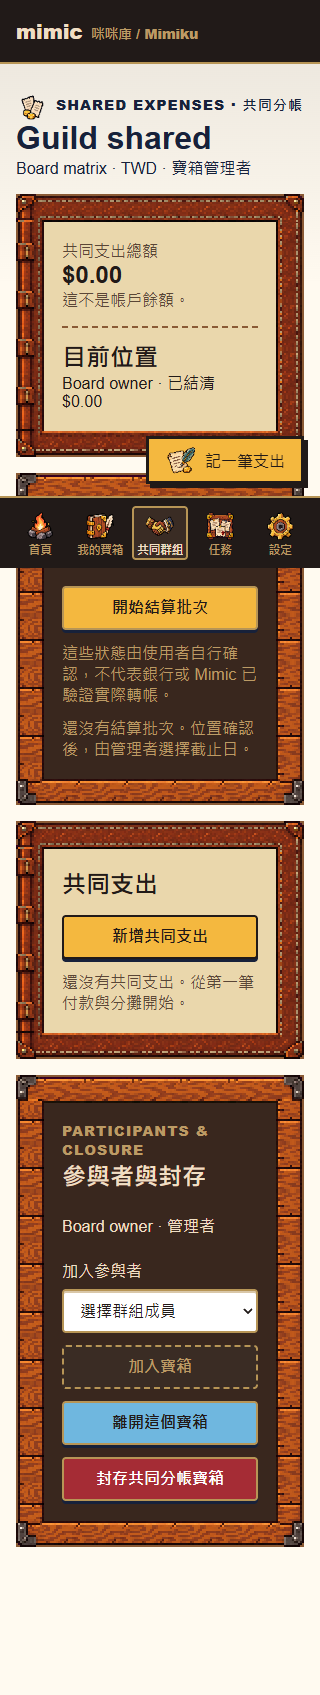 mimic 咪咪庫 / Mimiku
SHARED EXPENSES · 共同分帳
Guild shared
Board matrix · TWD · 寶箱管理者
共同支出總額
$0.00
這不是帳戶餘額。
目前位置
Board owner · 已結清
$0.00
記一筆支出
首頁
我的寶箱
共同群組
任務
設定
開始結算批次
這些狀態由使用者自行確
認，不代表銀行或 Mimic 已
驗證實際轉帳。
還沒有結算批次。位置確認
後，由管理者選擇截止日。
共同支出
新增共同支出
還沒有共同支出。從第一筆
付款與分攤開始。
PARTICIPANTS &
CLOSURE
參與者與封存
Board owner · 管理者
加入參與者
選擇群組成員
加入寶箱
離開這個寶箱
封存共同分帳寶箱